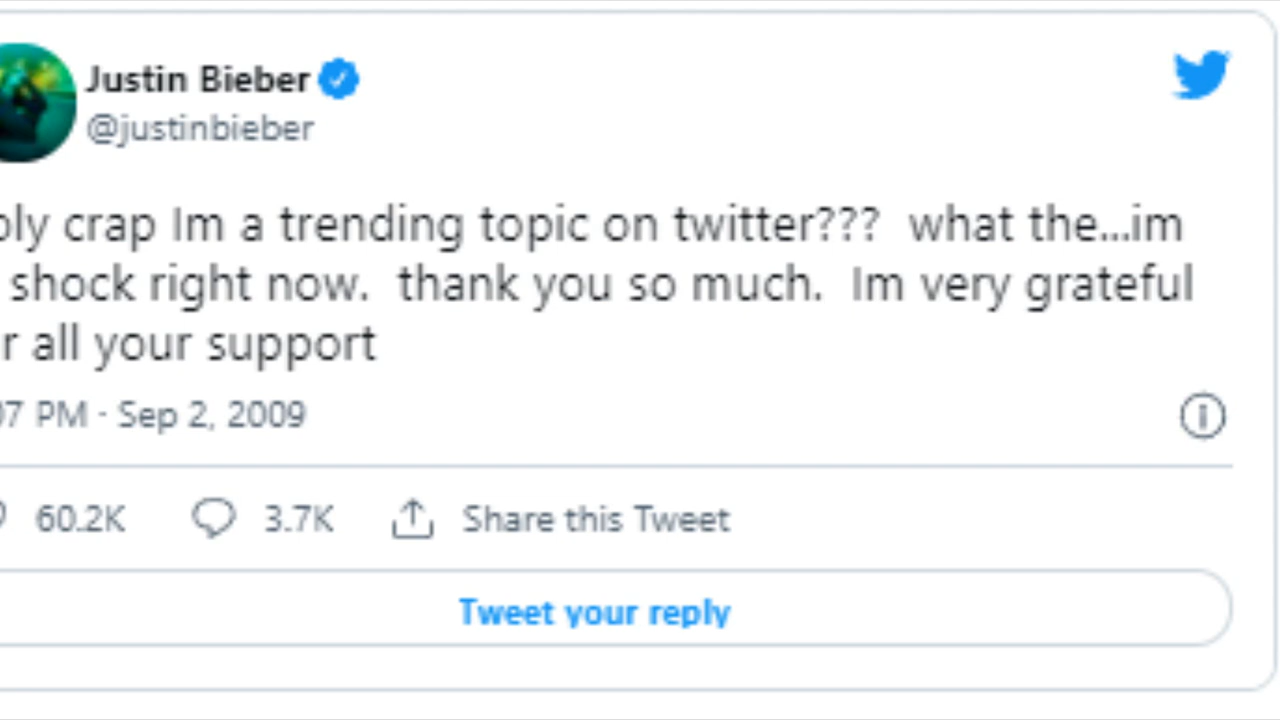 Justin Bieber
@justinbieber
oly crap Im a trending topic on twitter???  what the...im
shock right now.  thank you so much.  Im very grateful
r all your support
07 PM · Sep 2, 2009
60.2K 3.7K Share this Tweet
Tweet your reply